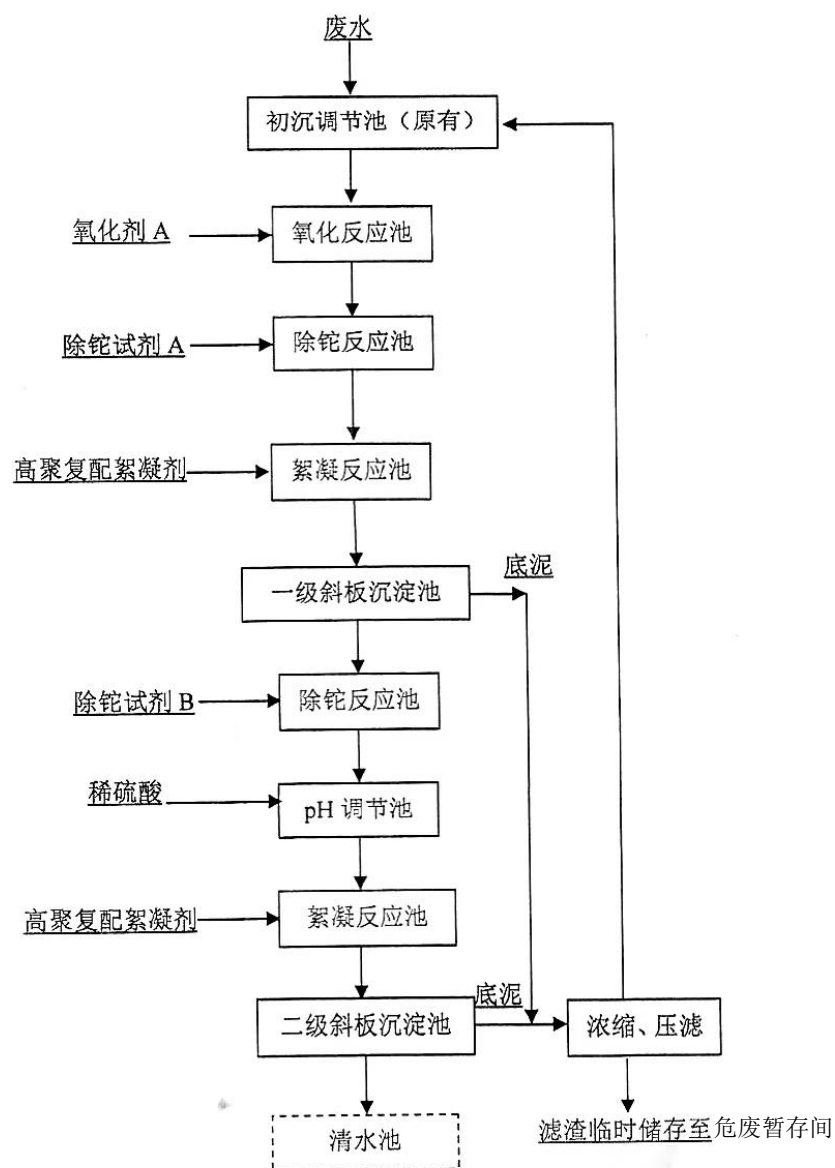 废水
初沉调节池（原有）
氧化剂 A
氧化反应池
除铊试剂 A
除铊反应池
高聚复配絮凝剂
絮凝反应池
一级斜板沉淀池
底泥
除铊试剂 B
除铊反应池
稀硫酸
pH 调节池
高聚复配絮凝剂
絮凝反应池
二级斜板沉淀池
底泥
浓缩、压滤
清水池
滤渣临时储存至危废暂存间